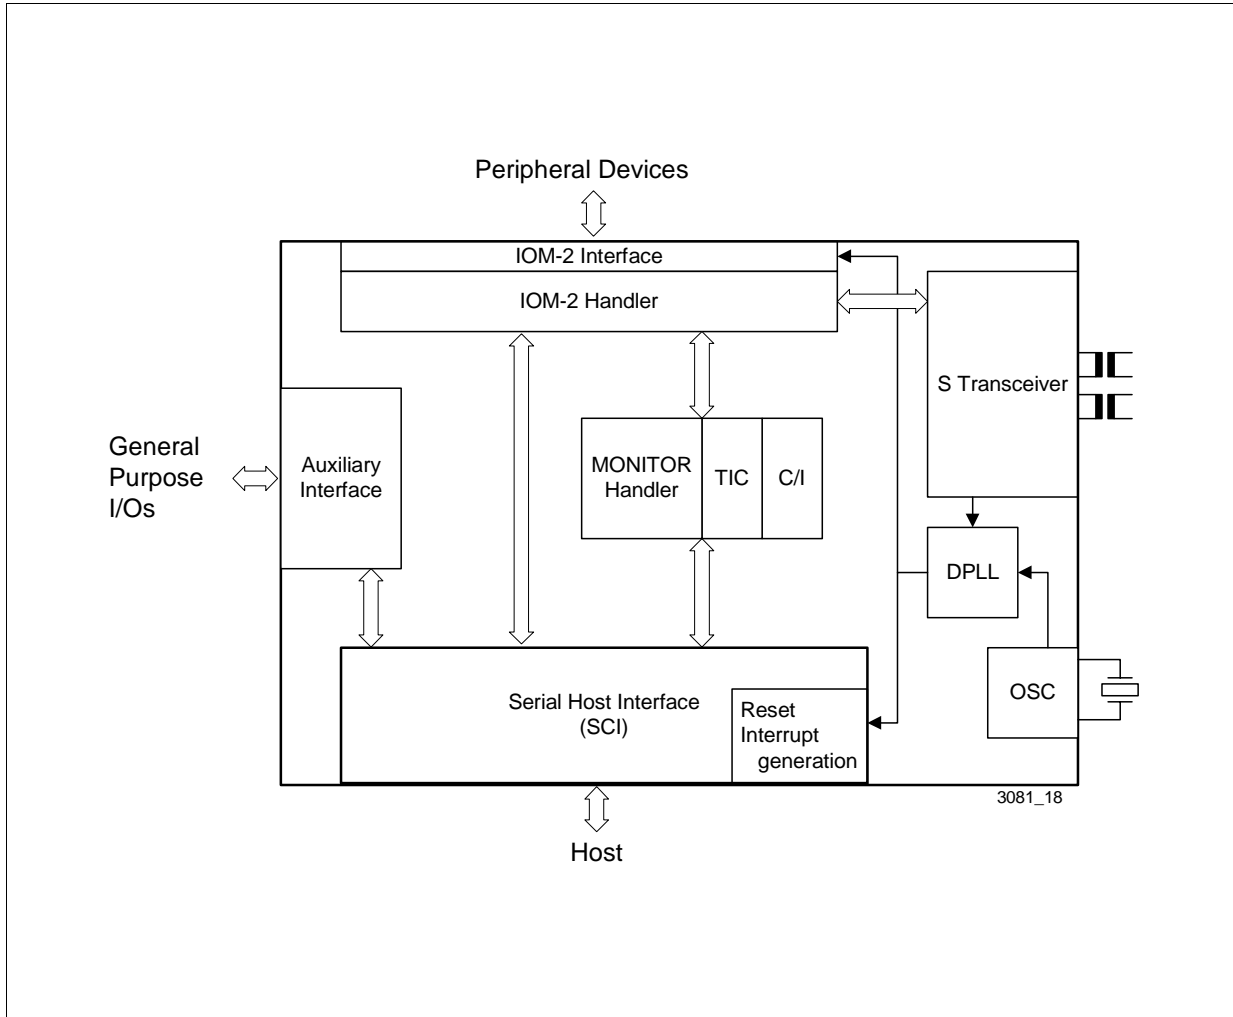 Peripheral Devices
IOM-2 Interface
IOM-2 Handler
S Transceiver
General
Purpose
I/Os
Auxiliary
Interface
MONITOR
Handler
TIC
C/I
DPLL
OSC
Serial Host Interface
(SCI)
Reset
Interrupt
generation
3081_18
Host